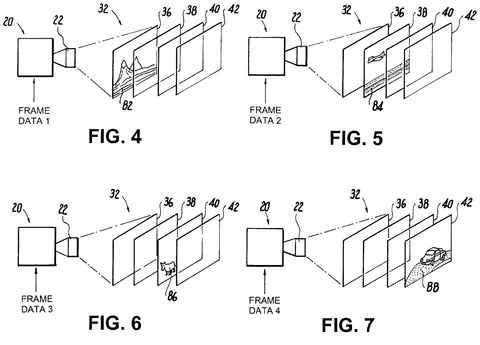 20
22
32
36
38
40
42
82
FRAME
DATA 1
FIG. 4
20
22
32
36
38
40
42
84
FRAME
DATA 2
FIG. 5
20
22
32
36
38
40
42
86
FRAME
DATA 3
FIG. 6
20
22
32
36
38
40
42
88
FRAME
DATA 4
FIG. 7